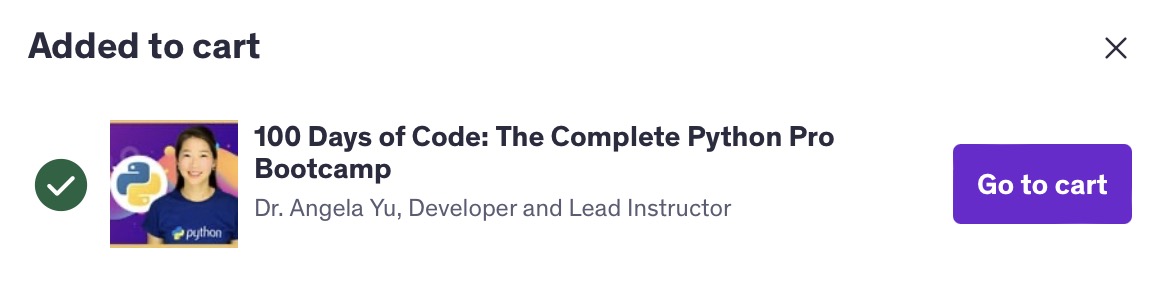 Added to cart
100 Days of Code: The Complete Python Pro
Bootcamp
Dr. Angela Yu, Developer and Lead Instructor
python
Go to cart